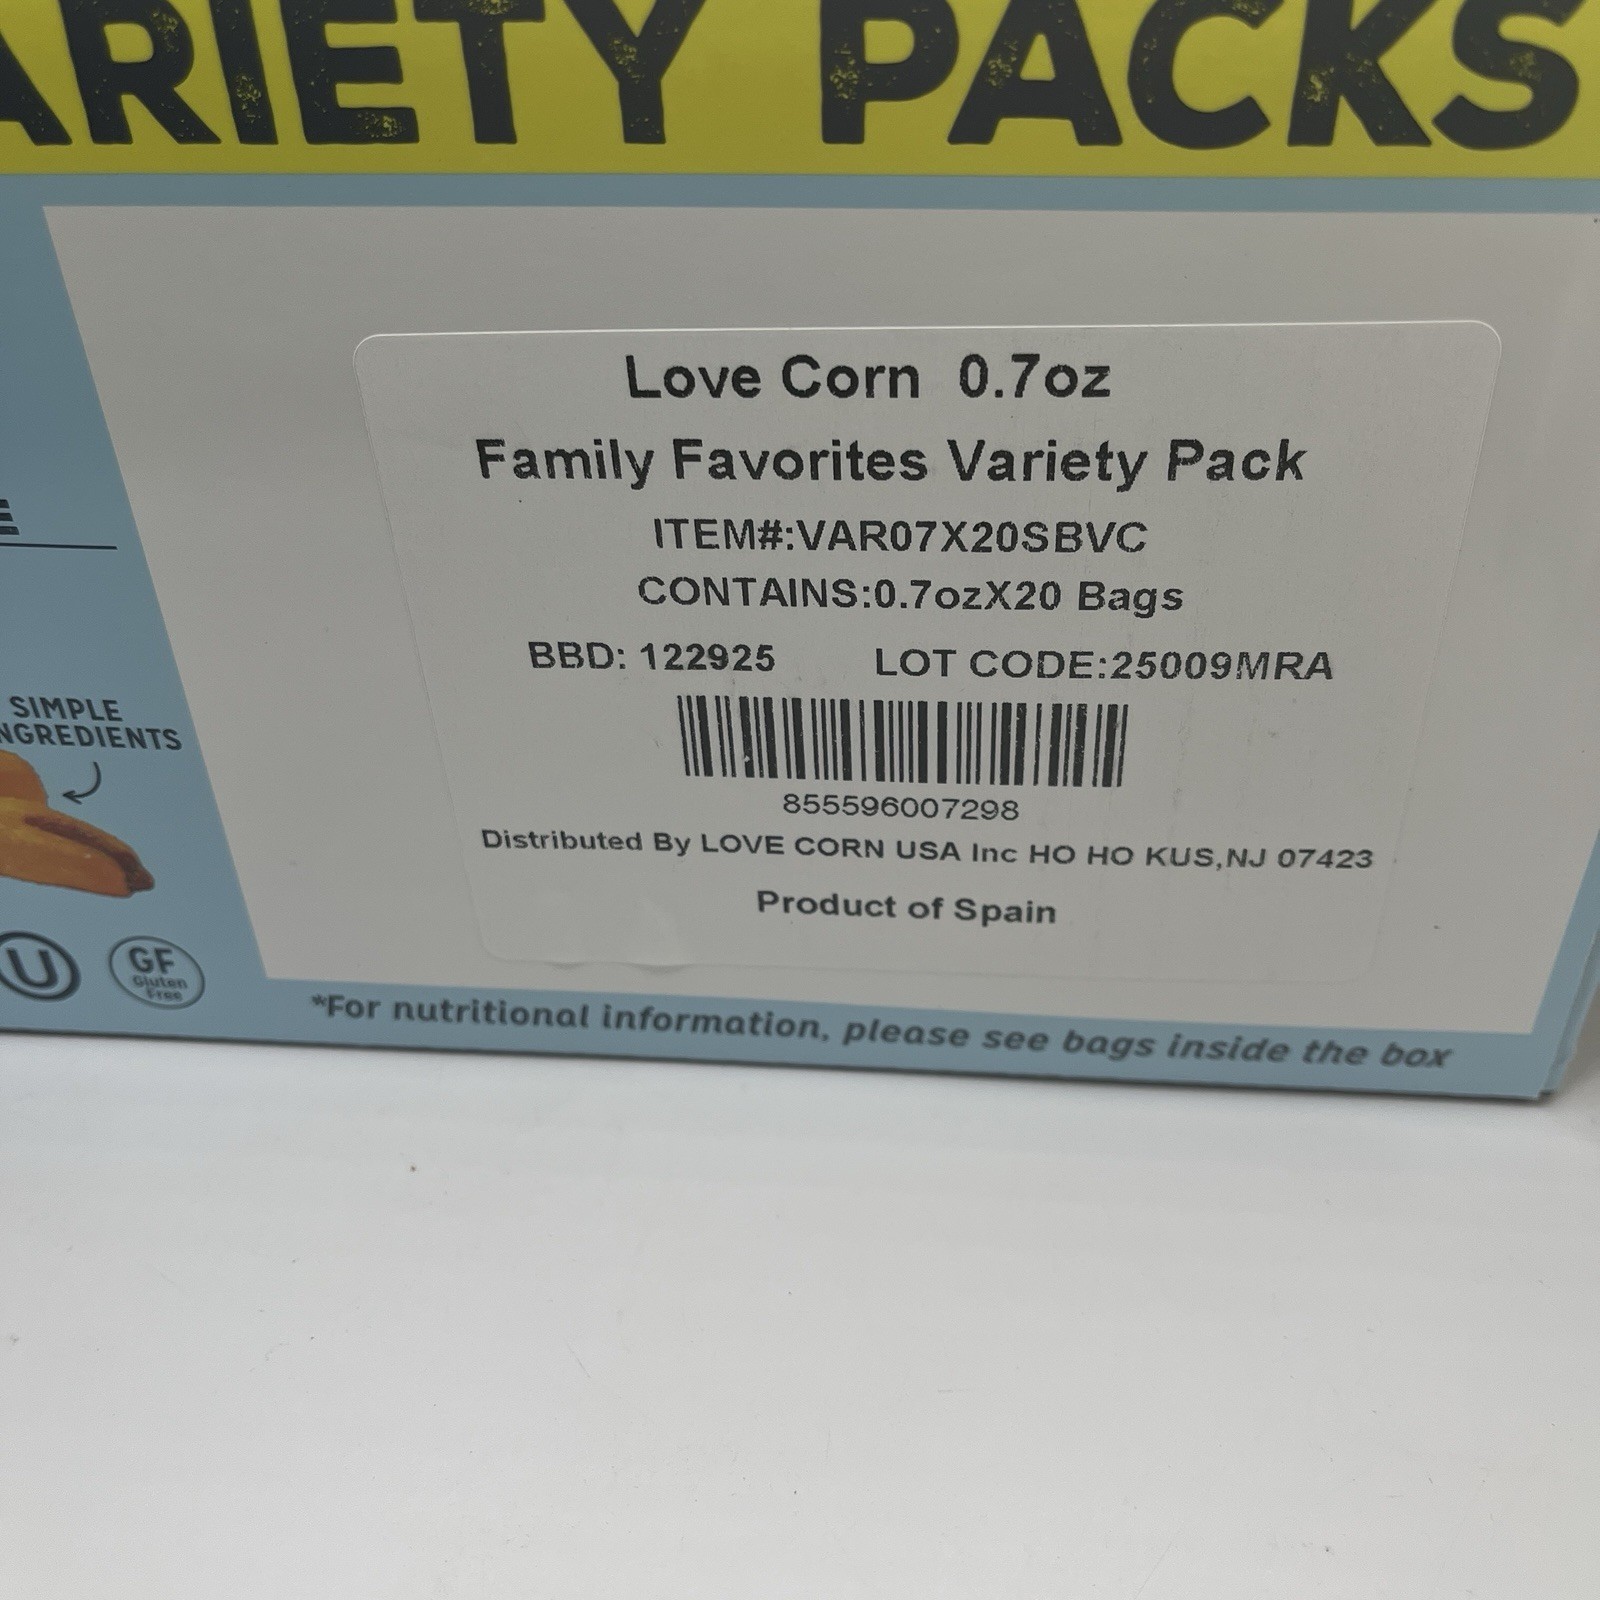 VARIETY PACKS
Love Corn 0.7oz
Family Favorites Variety Pack
ITEM#:VAR07X20SBVC
CONTAINS:0.7ozX20 Bags
BBD: 122925 LOT CODE:25009MRA
855596007298
Distributed By LOVE CORN USA Inc HO HO KUS,NJ 07423
Product of Spain
SIMPLE
INGREDIENTS
U
GF
Gluten
Free
*For nutritional information, please see bags inside the box